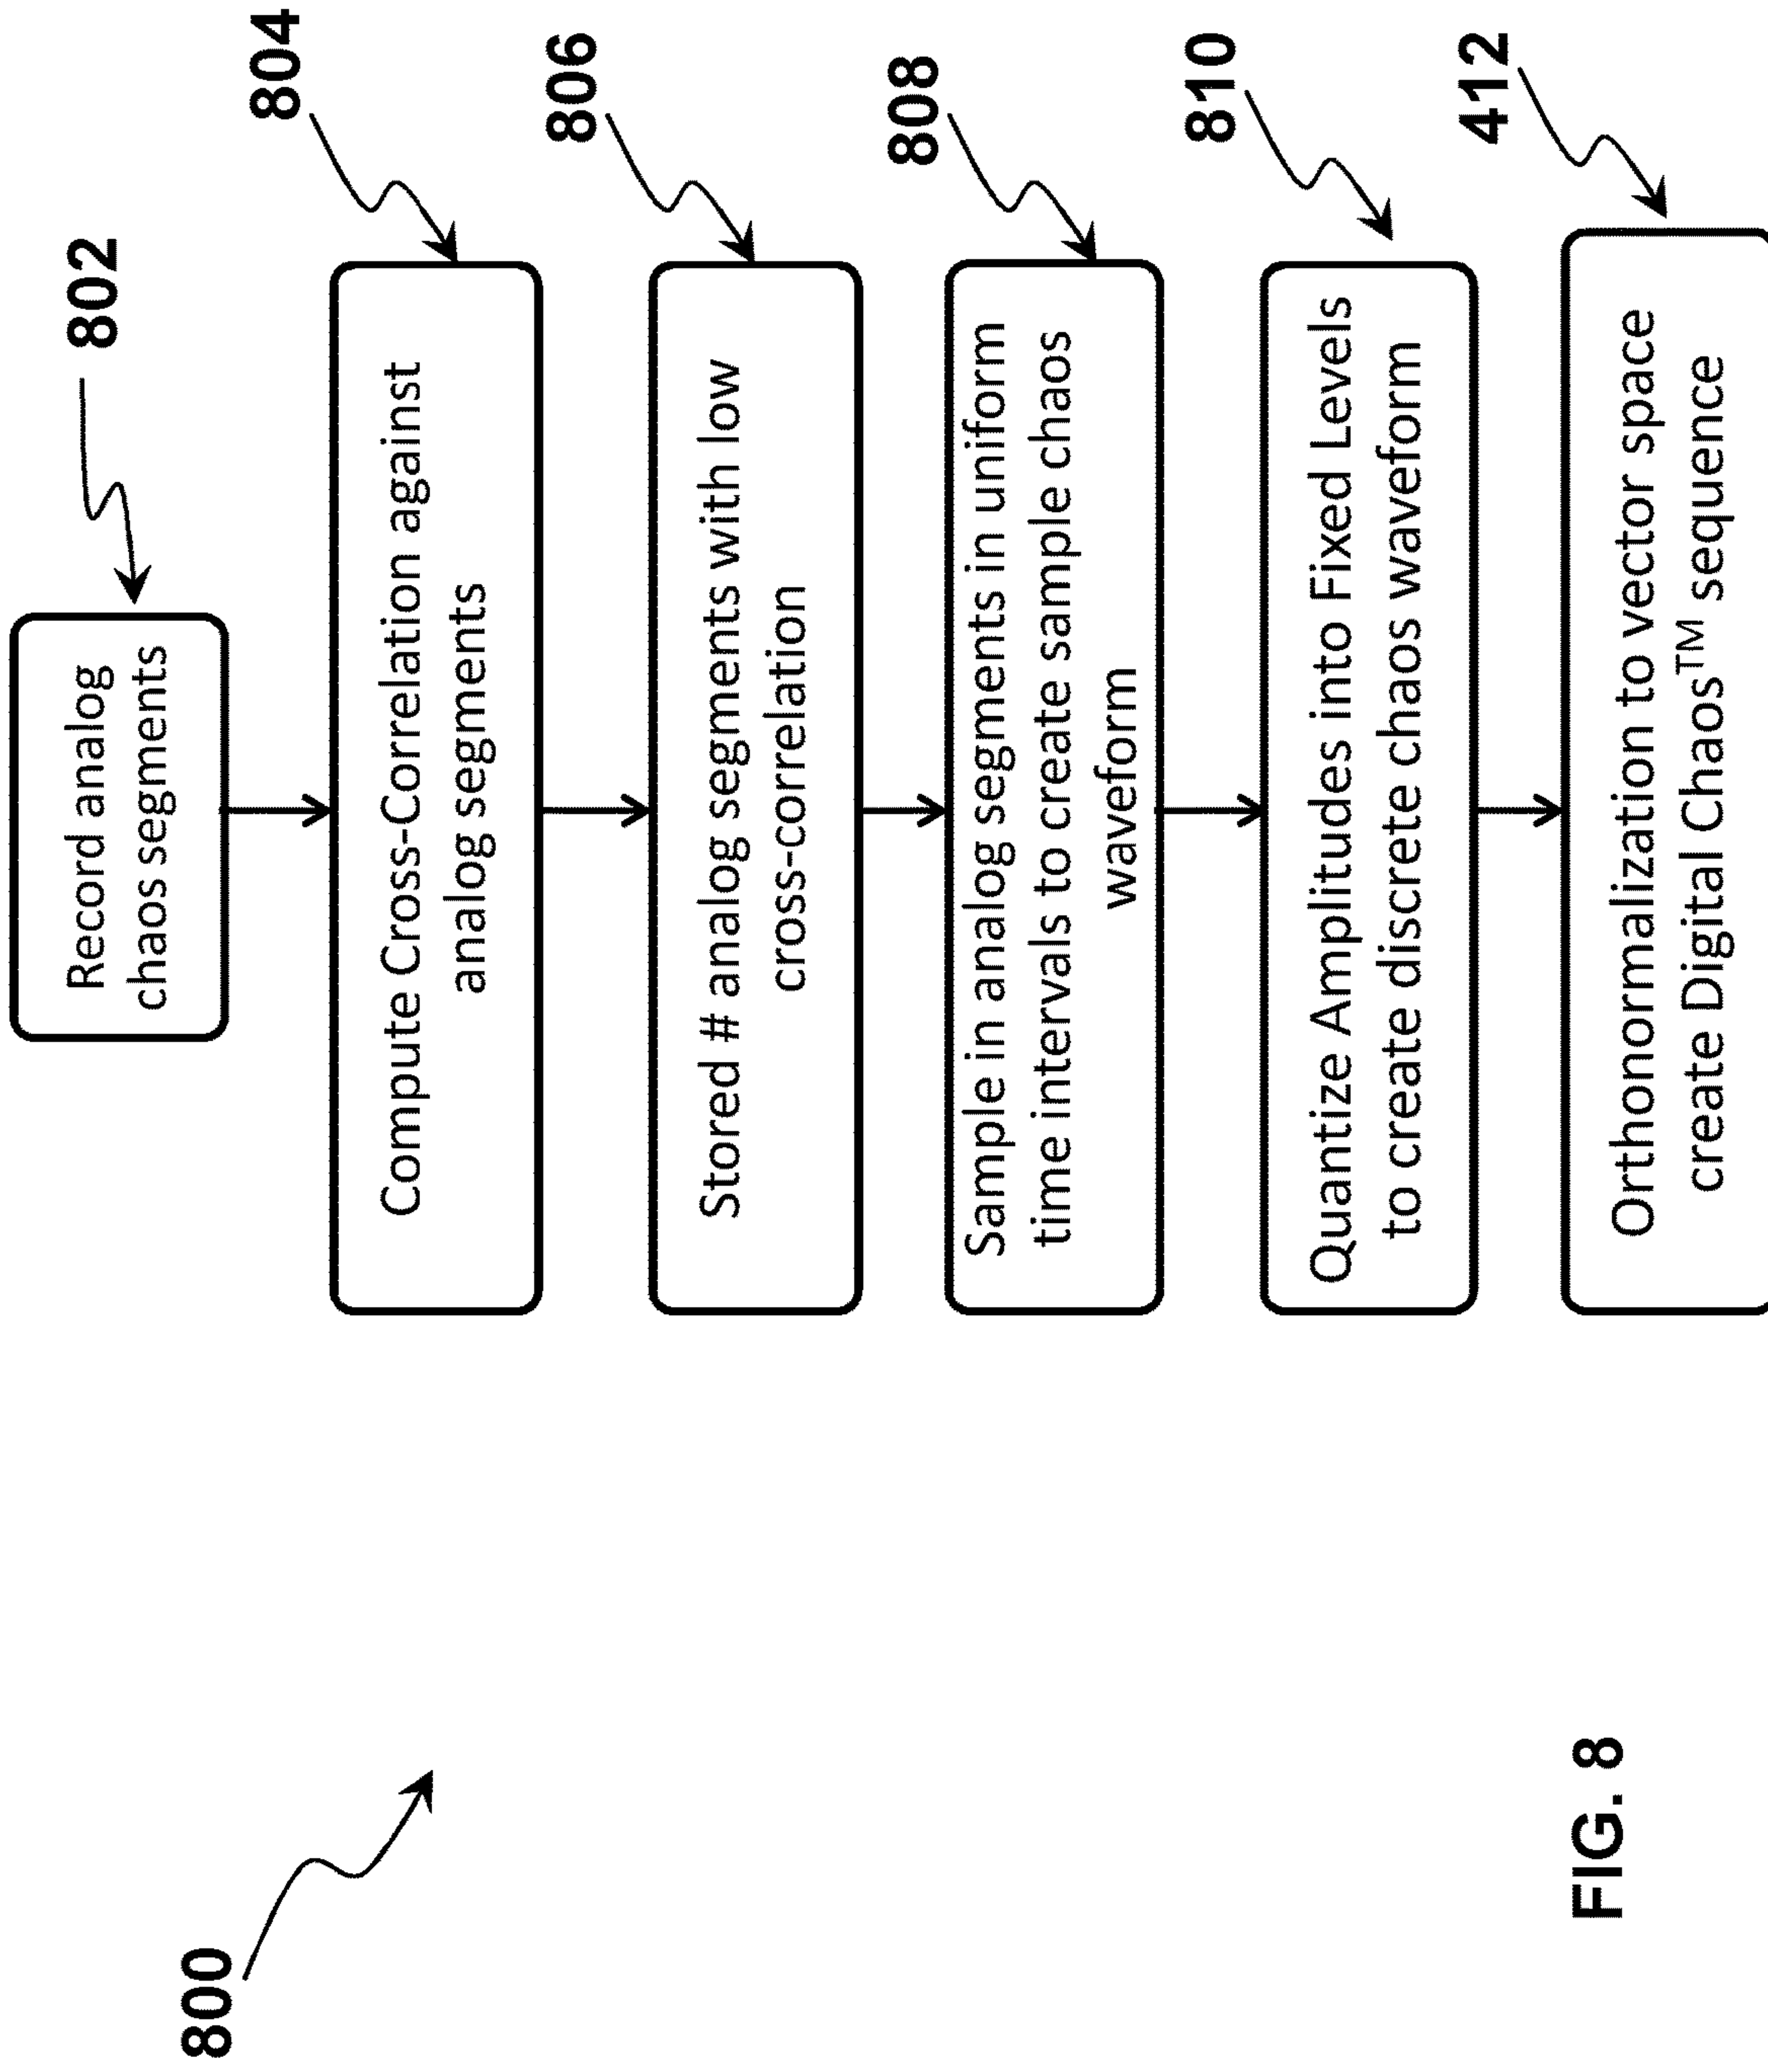 800
802
Record analog
chaos segments
804
Compute Cross-Correlation against
analog segments
806
Stored # analog segments with low
cross-correlation
808
Sample in analog segments in uniform
time intervals to create sample chaos
waveform
810
Quantize Amplitudes into Fixed Levels
to create discrete chaos waveform
412
Orthonormalization to vector space
create Digital Chaos™ sequence
FIG. 8